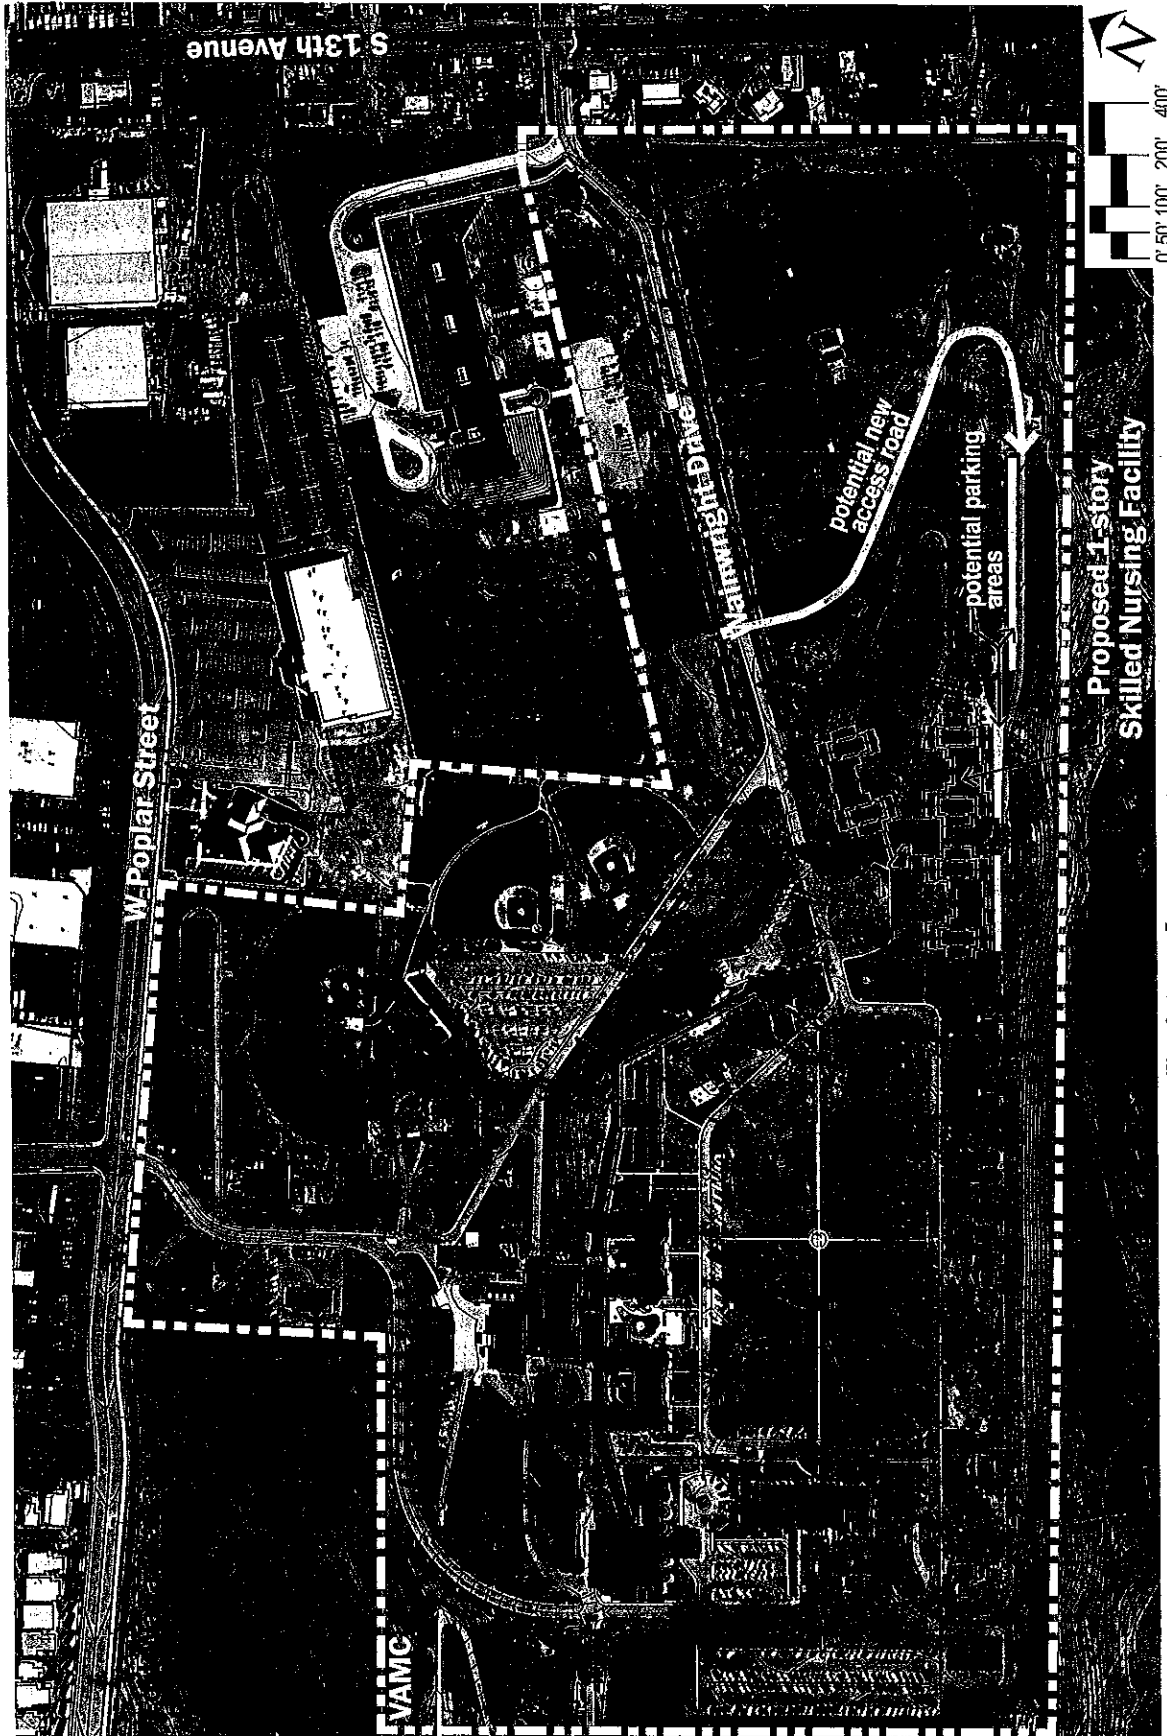 S 13th Avenue
W Poplar Street
Wainwright Drive
potential new
access road
potential parking
areas
Proposed 1-story
Skilled Nursing Facility
VAMC
N
0' 50' 100' 200' 400'